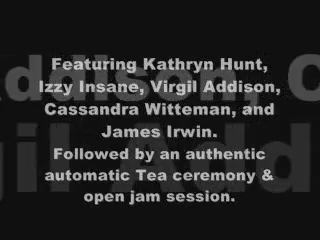 Featuring Kathryn Hunt,
Izzy Insane, Virgil Addison,
Cassandra Witteman, and
James Irwin.
Followed by an authentic
automatic Tea ceremony &
open jam session.